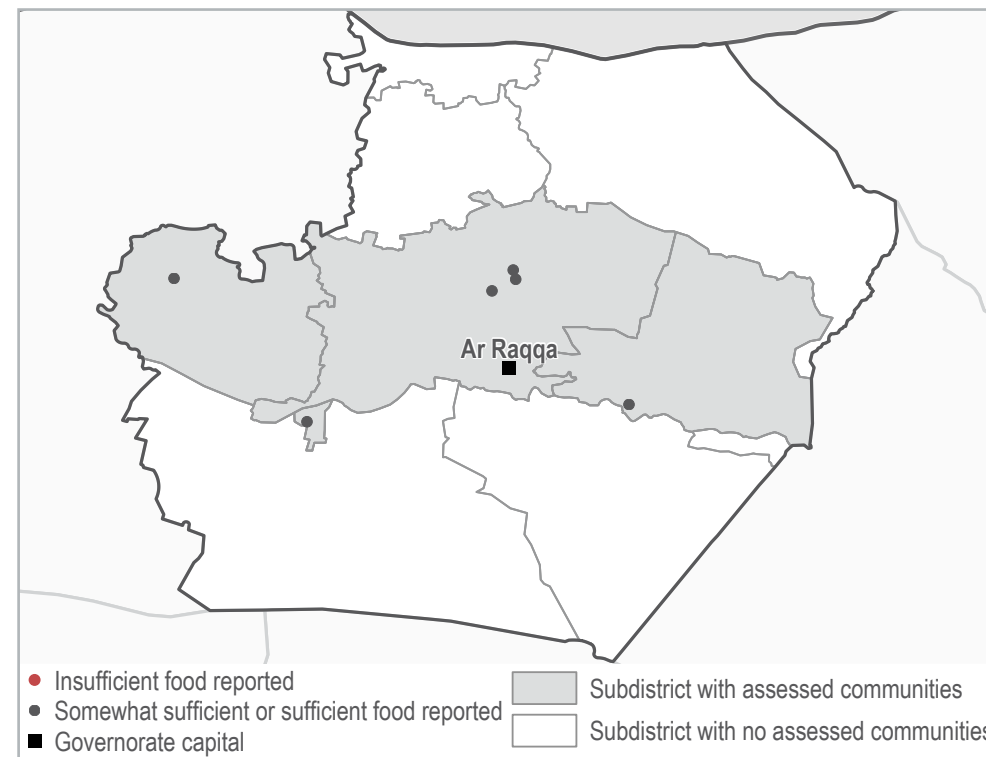 Ar Raqqa
Insufficient food reported
Somewhat sufficient or sufficient food reported
Governorate capital
Subdistrict with assessed communities
Subdistrict with no assessed communities